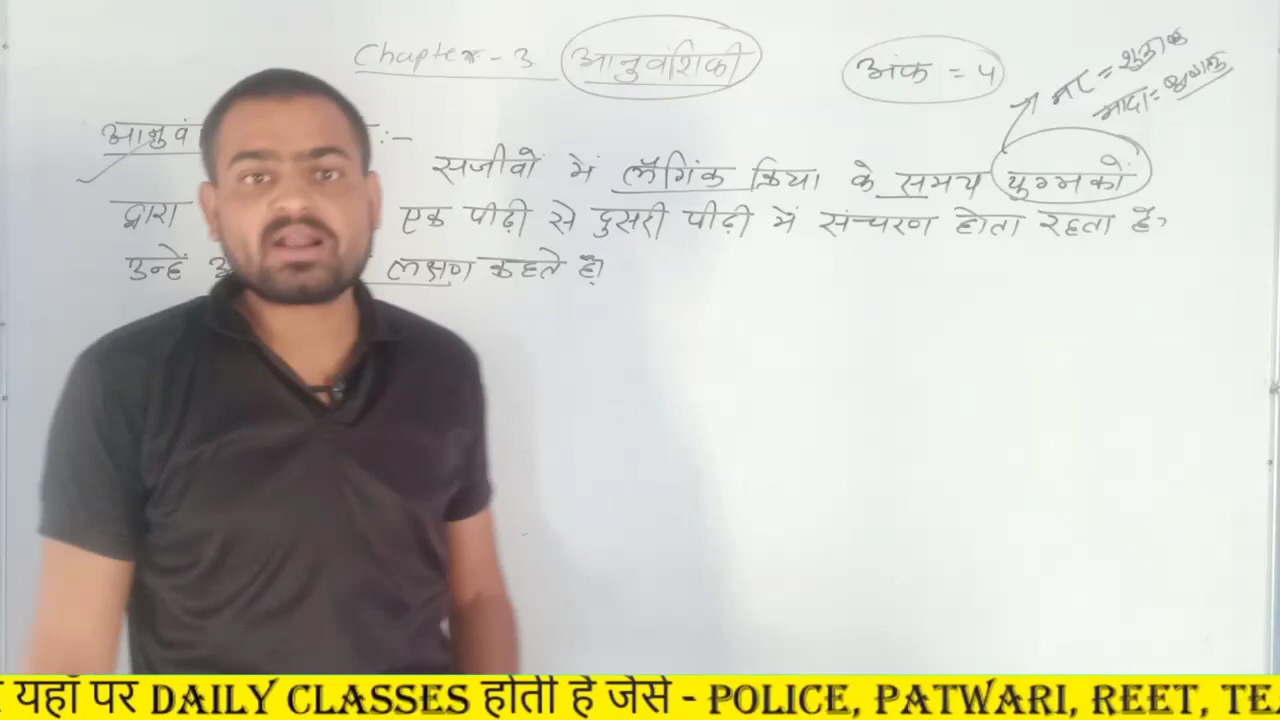 Chapter - 3 आनुवंशिकी अंक = 5
नर = शुक्राणु
मादा = अण्डाणु
आनुवं :-
सजीवों में लैंगिक क्रिया के समय युग्मकों
द्वारा एक पीढ़ी से दुसरी पीढ़ी में संचरण होता रहता है,
उन्हें लक्षण कहते है।
यहाँ पर DAILY CLASSES होती है जैसे - POLICE, PATWARI, REET, TE